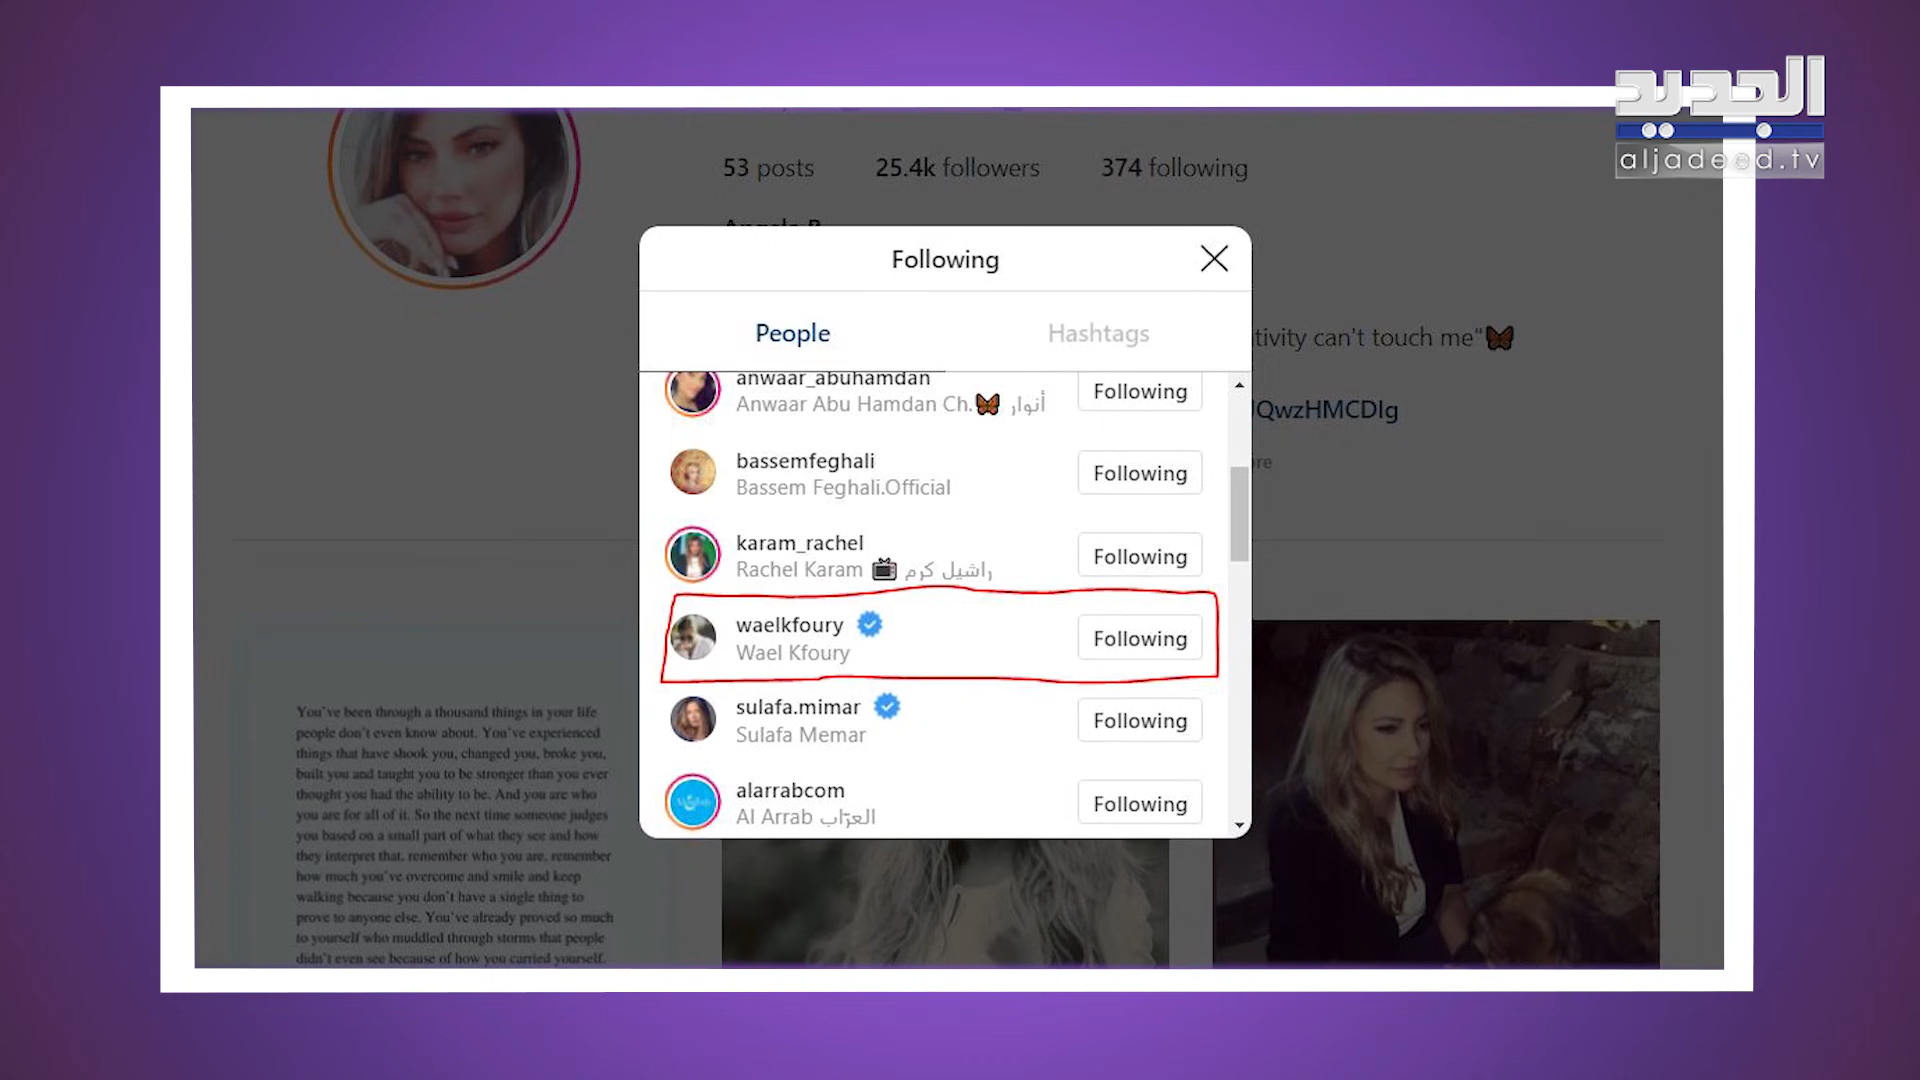 الجديد
aljadeed.tv
53 posts 25.4k followers 374 following
Following
People Hashtags
tivity can't touch me"🦋
anwaar_abuhamdan
Anwaar Abu Hamdan Ch.🦋 أنوار
Following
QwzHMCDIg
bassemfeghali
Bassem Feghali.Official
Following
karam_rachel
Rachel Karam 📺 راشيل كرم
Following
waelkfoury
Wael Kfoury
Following
sulafa.mimar
Sulafa Memar
Following
alarrabcom
Al Arrab العرّاب
Following
You've been through a thousand things in your life
people don't even know about. You've experienced
things that have shook you, changed you, broke you,
built you and taught you to be stronger than you ever
thought you had the ability to be. And you are who
you are for all of it. So the next time someone judges
you based on a small part of what they see and how
they interpret that, remember who you are, remember
how much you've overcome and smile and keep
walking because you don't have a single thing to
prove to anyone else. You've already proved so much
to yourself who muddled through storms that people
didn't even see because of how you carried yourself.